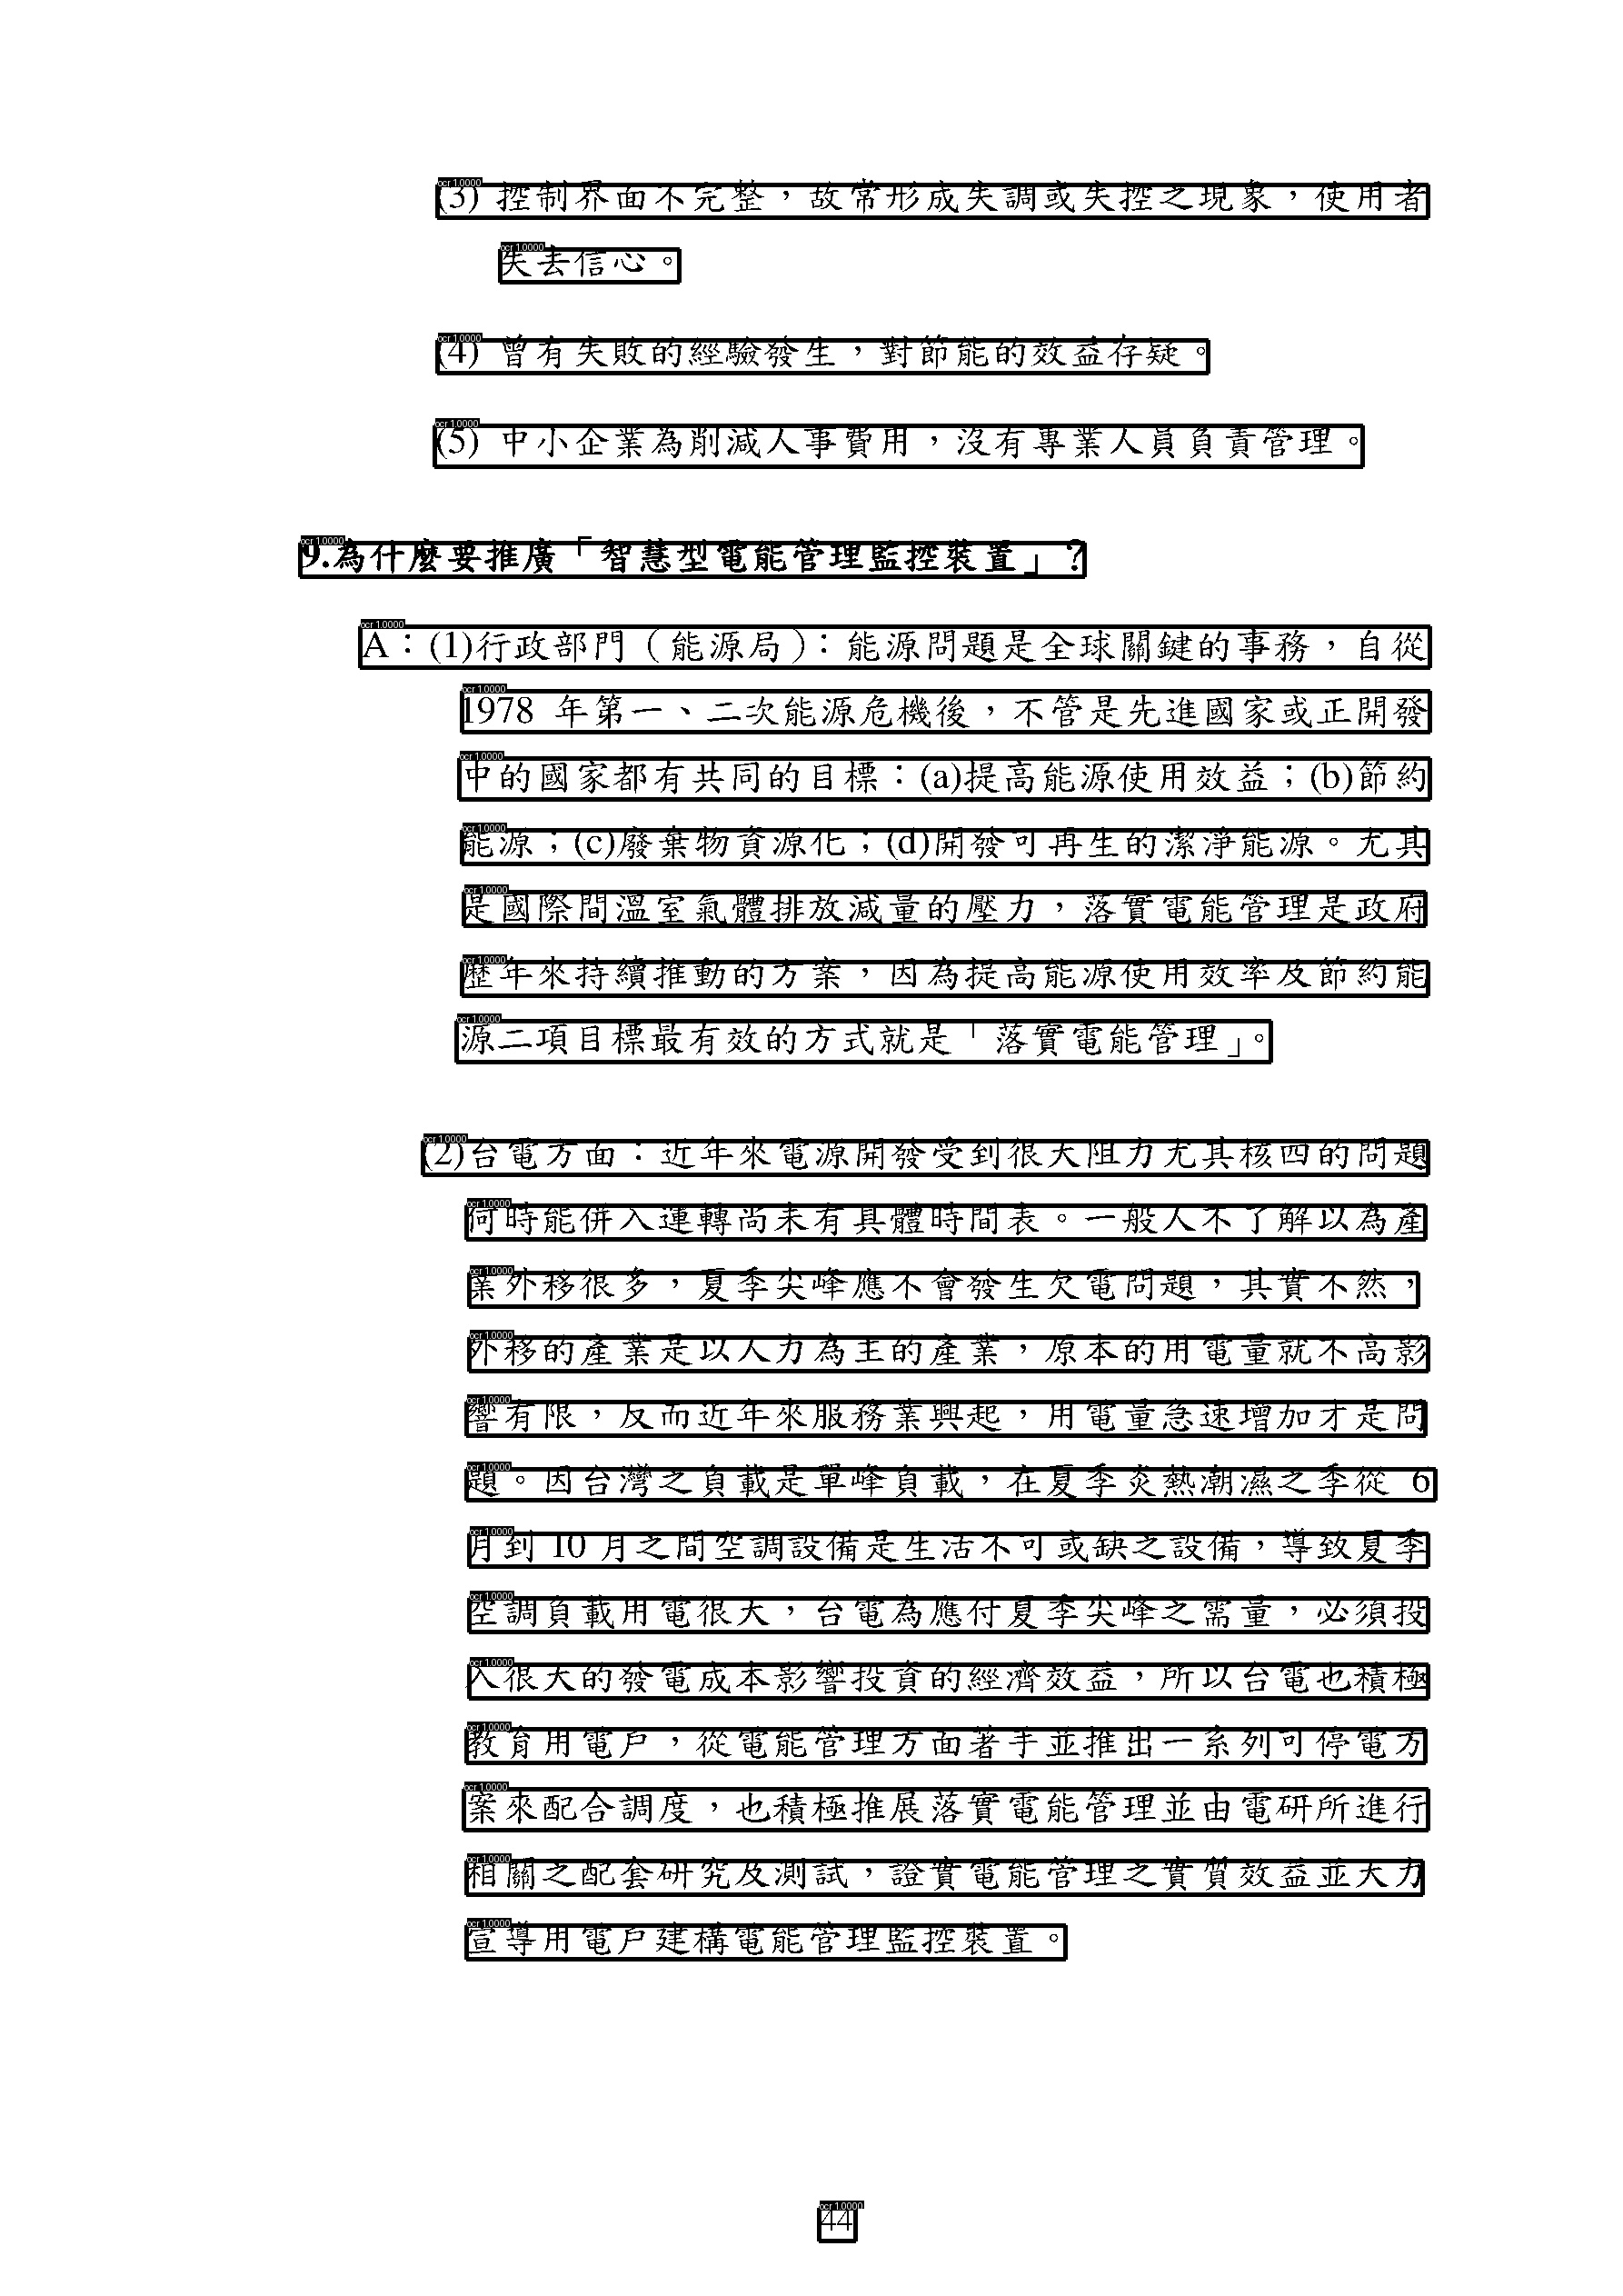 (3) 控制界面不完整，故常形成失調或失控之現象，使用者
失去信心。
(4) 曾有失敗的經驗發生，對節能的效益存疑。
(5) 中小企業為削減人事費用，沒有專業人員負責管理。
9.為什麼要推廣「智慧型電能管理監控裝置」？
A：(1)行政部門（能源局）：能源問題是全球關鍵的事務，自從
1978 年第一、二次能源危機後，不管是先進國家或正開發
中的國家都有共同的目標：(a)提高能源使用效益；(b)節約
能源；(c)廢棄物資源化；(d)開發可再生的潔淨能源。尤其
是國際間溫室氣體排放減量的壓力，落實電能管理是政府
歷年來持續推動的方案，因為提高能源使用效率及節約能
源二項目標最有效的方式就是「落實電能管理」。
(2)台電方面：近年來電源開發受到很大阻力尤其核四的問題
何時能併入運轉尚未有具體時間表。一般人不了解以為產
業外移很多，夏季尖峰應不會發生欠電問題，其實不然，
外移的產業是以人力為主的產業，原本的用電量就不高影
響有限，反而近年來服務業興起，用電量急速增加才是問
題。因台灣之負載是單峰負載，在夏季炎熱潮濕之季從 6
月到 10 月之間空調設備是生活不可或缺之設備，導致夏季
空調負載用電很大，台電為應付夏季尖峰之需量，必須投
入很大的發電成本影響投資的經濟效益，所以台電也積極
教育用電戶，從電能管理方面著手並推出一系列可停電方
案來配合調度，也積極推展落實電能管理並由電研所進行
相關之配套研究及測試，證實電能管理之實質效益並大力
宣導用電戶建構電能管理監控裝置。
44